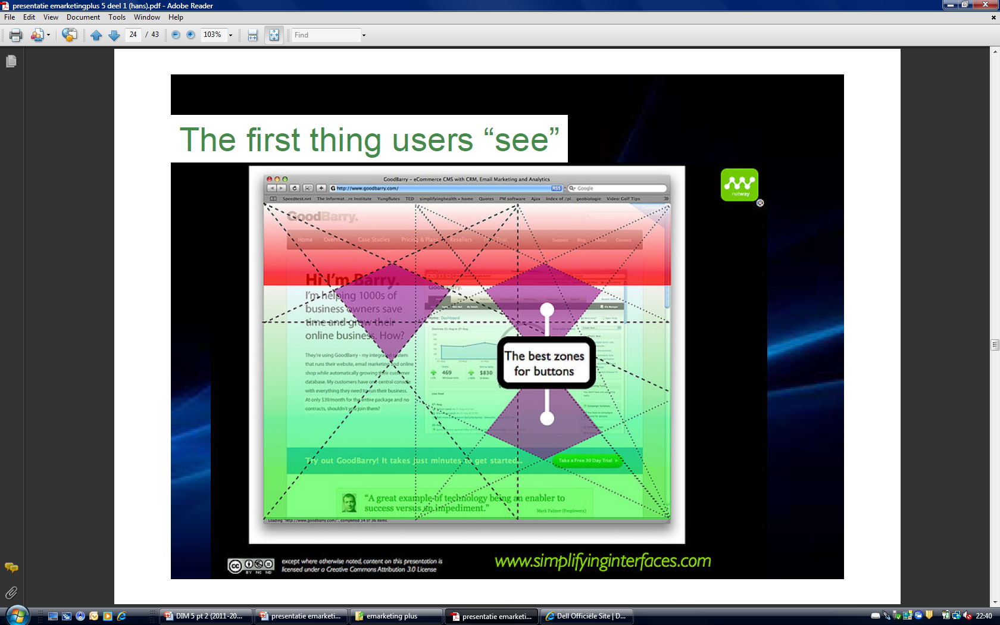 presentatie emarketingplus 5 deel 1 (hans).pdf - Adobe Reader
File Edit View Document Tools Window Help
24 / 43 103% Find
The first thing users “see”
GoodBarry – eCommerce CMS with CRM, Email Marketing and Analytics
http://www.goodbarry.com/ RSS Google
Speedtest.net The Informat...re Institute Yungflutes TED simplifyinghealth » home Quotes PM software Ajax Index of /pl... geobiologie Video: Golf Tips
netway
GoodBarry.
Home Case Studies Pricing & Plans Resellers Trial Support Blog About Contact
Hi I'm Barry.
I'm helping 1000s of
business owners save
time and grow their
online business. How?
They're using GoodBarry - my integrated system
that runs their website, email marketing and online
shop while automatically growing their customer
database. My customers have one central console
with everything they need to run their business.
At only $39/month for the entire package and no
contracts, shouldn't you join them?
Home: Dashboard
469
$830
The best zones
for buttons
Try out GoodBarry! It takes just minutes to get started...
Take a Free 30 Day Trial
“A great example of technology being an enabler to
success versus an impediment.”
Mark Palmer (Peoplewerx)
Loading "http://www.goodbarry.com/", completed 34 of 36 items
cc BY NC ND
except where otherwise noted, content on this presentation is
licensed under a Creative Commons Attribution 3.0 License
www.simplifyinginterfaces.com
DIM 5 pt 2 (2011-20... presentatie emarketi... emarketing plus presentatie emarketi... Dell Officiële Site | D... 22:40